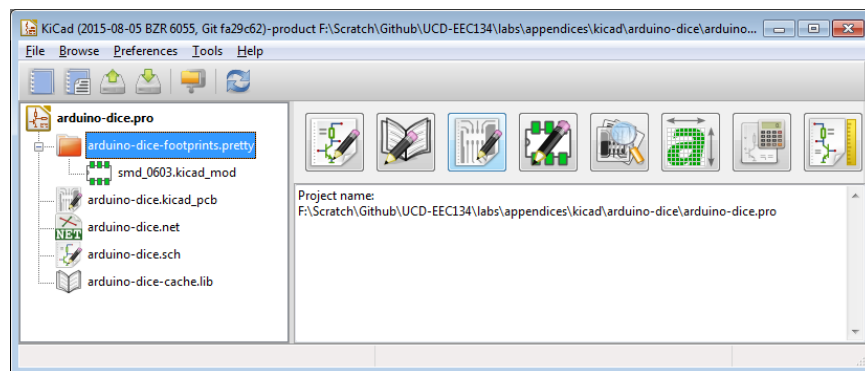 KiCad (2015-08-05 BZR 6055, Git fa29c62)-product F:\Scratch\Github\UCD-EEC134\labs\appendices\kicad\arduino-dice\arduino...
File Browse Preferences Tools Help
arduino-dice.pro
arduino-dice-footprints.pretty
smd_0603.kicad_mod
arduino-dice.kicad_pcb
NET
arduino-dice.net
arduino-dice.sch
arduino-dice-cache.lib
a
Project name:
F:\Scratch\Github\UCD-EEC134\labs\appendices\kicad\arduino-dice\arduino-dice.pro